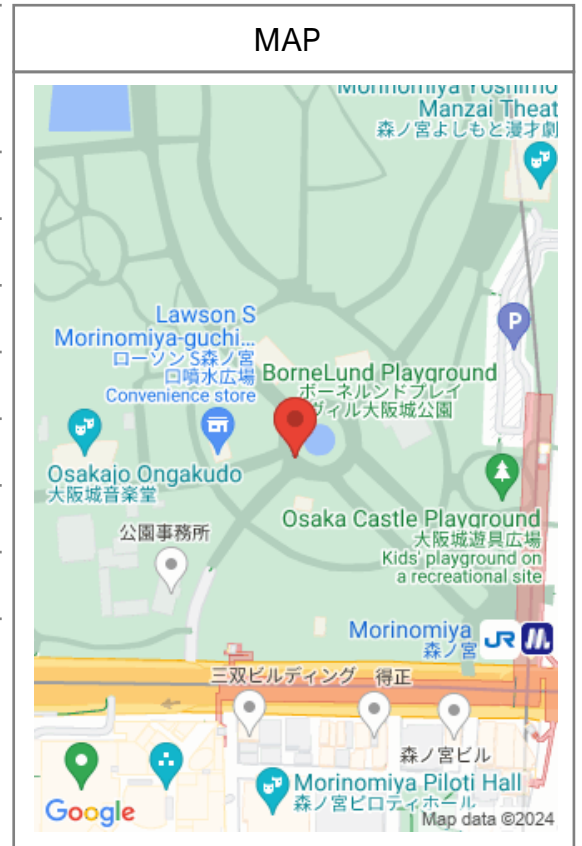 MAP
Morinomiya Yoshimo
Manzai Theat
森ノ宮よしもと漫才劇
Lawson S
Morinomiya-guchi...
ローソン S森ノ宮
口噴水広場
Convenience store
P
BorneLund Playground
ボーネルンドプレイ
ヴィル大阪城公園
Osakajo Ongakudo
大阪城音楽堂
Osaka Castle Playground
大阪城遊具広場
Kids' playground on
a recreational site
公園事務所
Morinomiya
森ノ宮
JR
三双ビルディング
得正
森ノ宮ビル
Morinomiya Piloti Hall
森ノ宮ピロティホール
Google
Map data ©2024